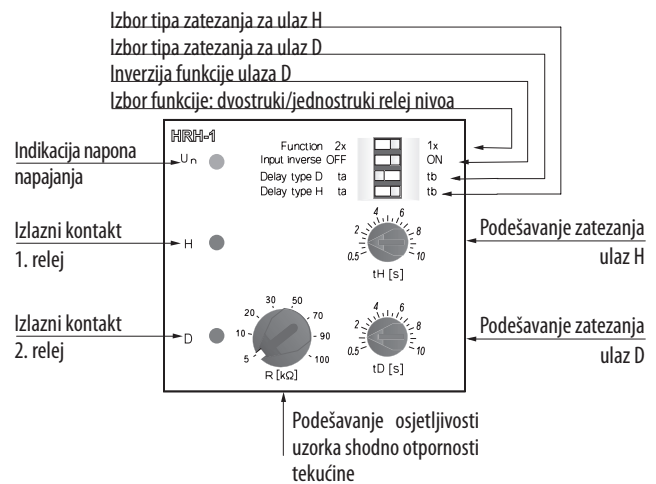 Izbor tipa zatezanja za ulaz H
Izbor tipa zatezanja za ulaz D
Inverzija funkcije ulaza D
Izbor funkcije: dvostruki/jednostruki relej nivoa
HRH-1
Indikacija napona
napajanja
Un
Function 2x 1x
Input inverse OFF ON
Delay type D ta tb
Delay type H ta tb
Izlazni kontakt
1. relej
H
0.5 2 4 6 8 10
tH [s]
Podešavanje zatezanja
ulaz H
Izlazni kontakt
2. relej
D
5 10 20 30 50 70 90 100
R [kΩ]
0.5 2 4 6 8 10
tD [s]
Podešavanje zatezanja
ulaz D
Podešavanje osjetljivosti
uzorka shodno otpornosti
tekućine